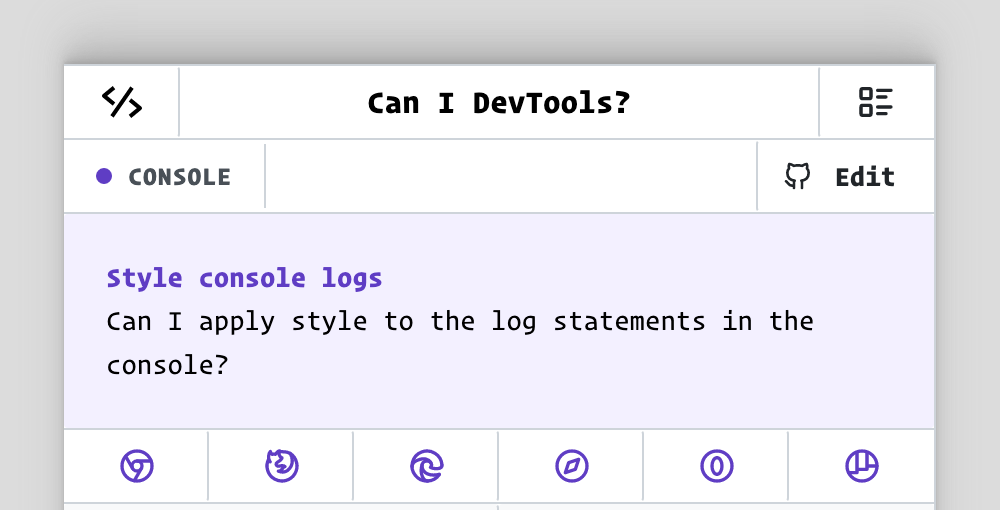 Can I DevTools?
CONSOLE
Edit
Style console logs
Can I apply style to the log statements in the
console?